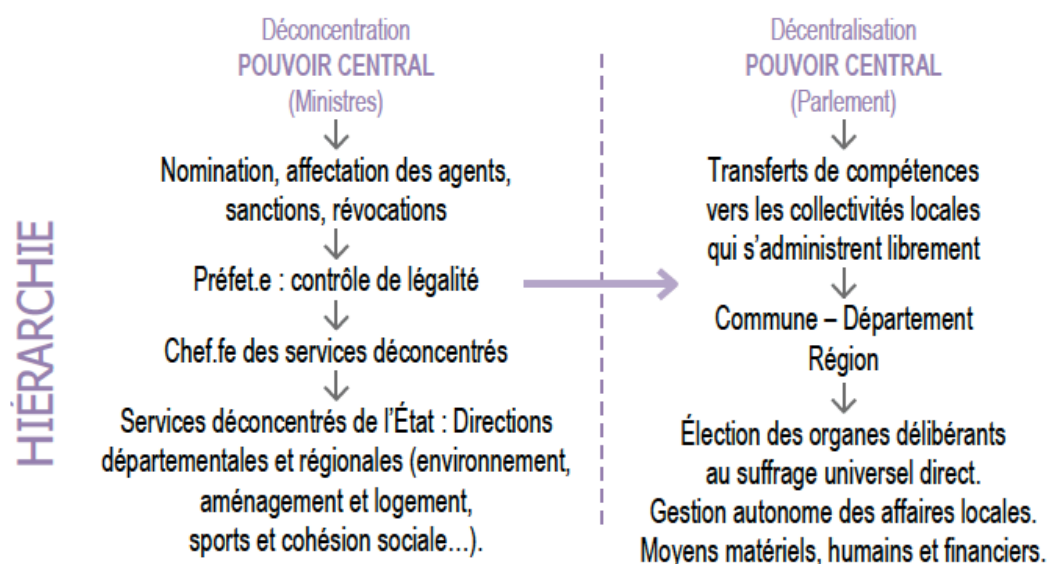 HIÉRARCHIE
Déconcentration
POUVOIR CENTRAL
(Ministres)
Nomination, affectation des agents,
sanctions, révocations
Préfet.e : contrôle de légalité
Chef.fe des services déconcentrés
Services déconcentrés de l’État : Directions
départementales et régionales (environnement,
aménagement et logement,
sports et cohésion sociale…).
Décentralisation
POUVOIR CENTRAL
(Parlement)
Transferts de compétences
vers les collectivités locales
qui s’administrent librement
Commune – Département
Région
Élection des organes délibérants
au suffrage universel direct.
Gestion autonome des affaires locales.
Moyens matériels, humains et financiers.